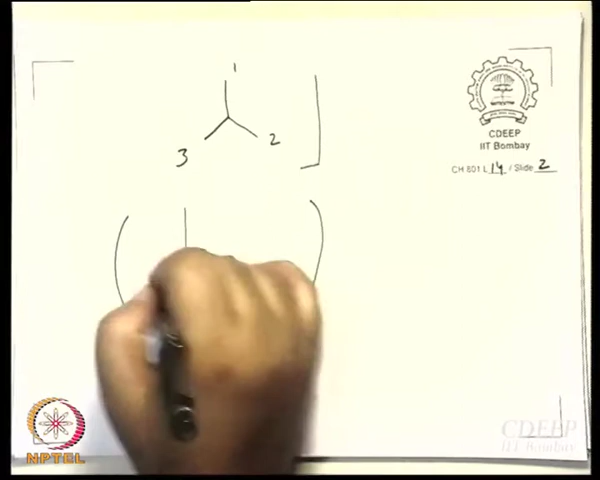 1
3 2
CDEEP
IIT Bombay
CH 801 L 14 / Slide 2
NPTEL
CDEEP
IIT Bombay